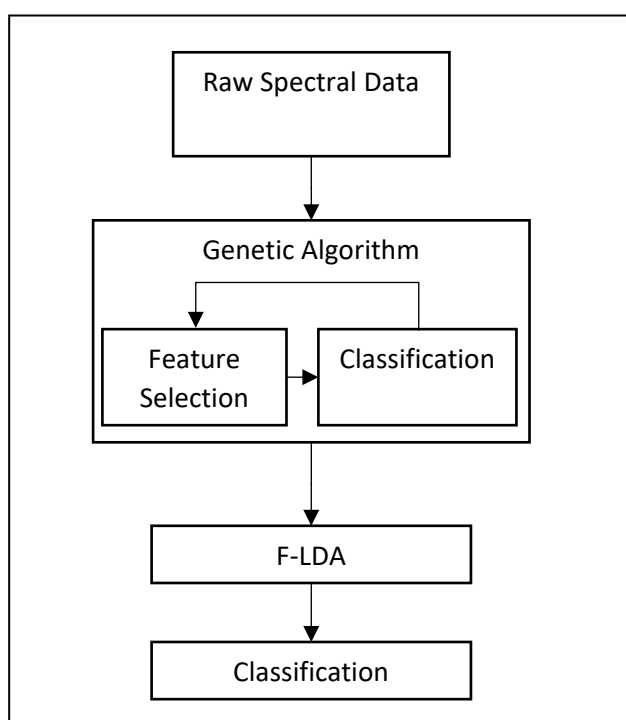 Raw Spectral Data
Genetic Algorithm
Feature
Selection
Classification
F-LDA
Classification